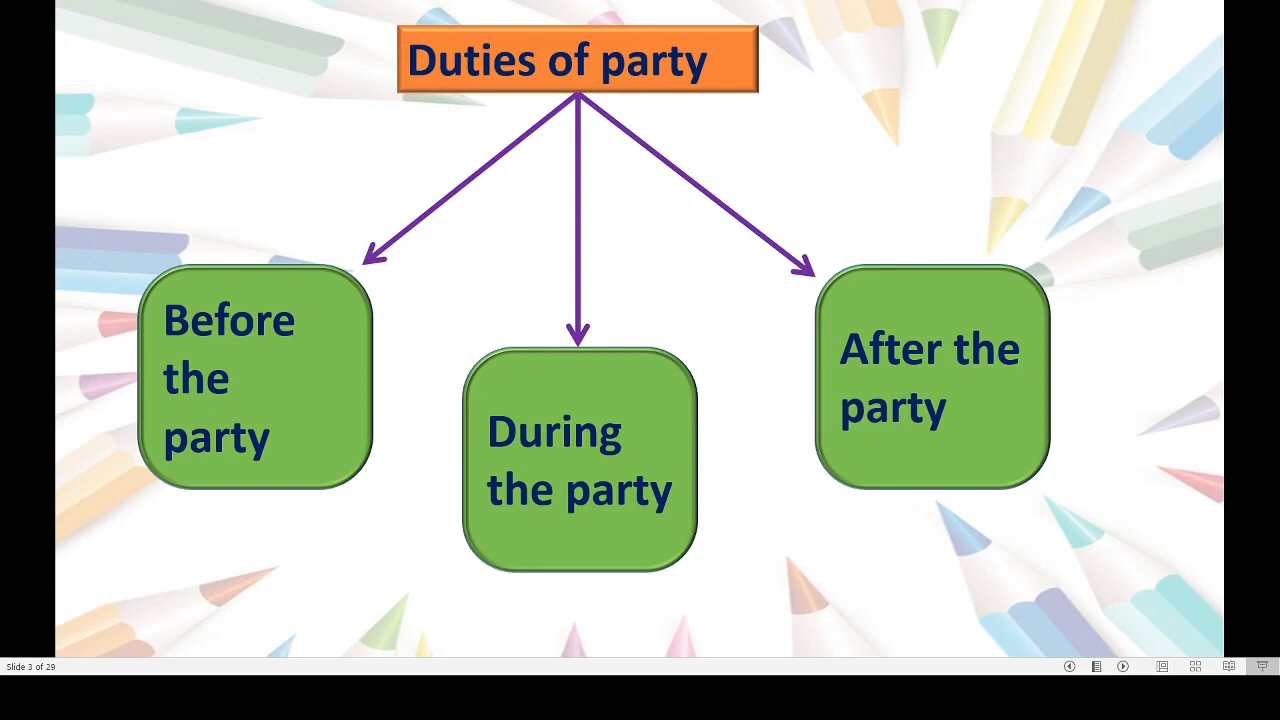 Duties of party
Before
the
party
During
the party
After the
party
Slide 3 of 29